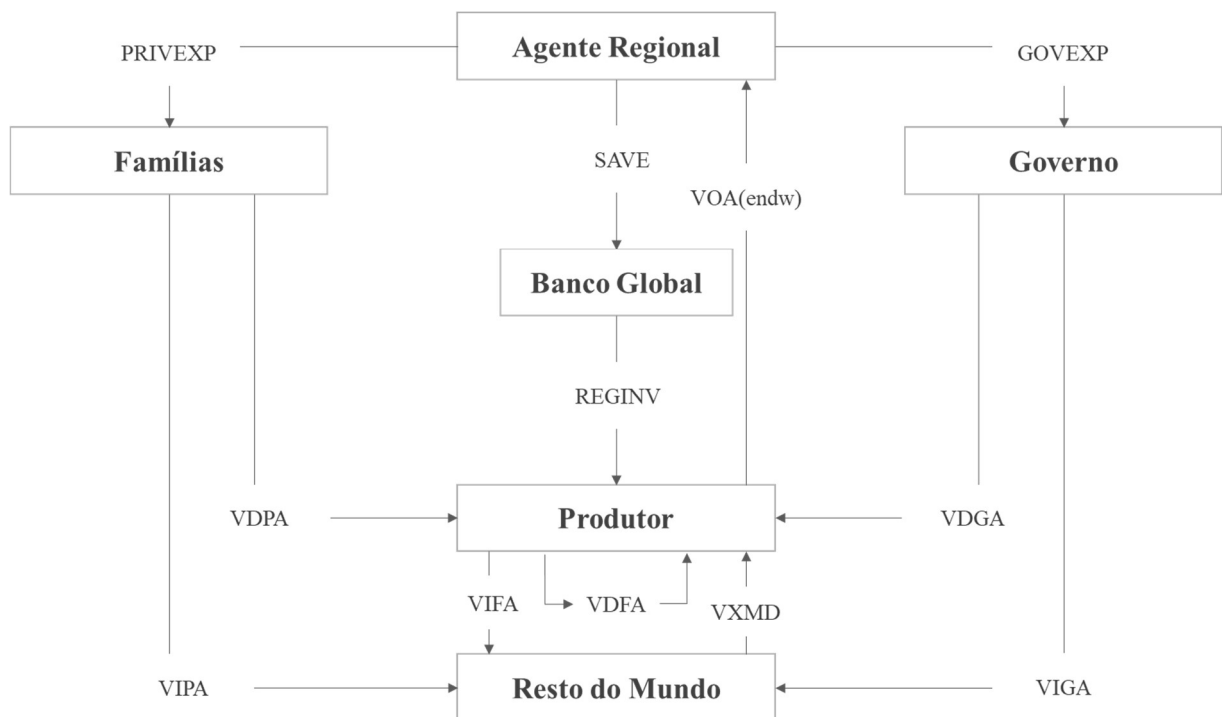 Agente Regional
PRIVEXP
GOVEXP
Famílias
SAVE
Governo
VOA(endw)
Banco Global
REGINV
VDPA
Produtor
VDGA
VIFA
VDFA
VXMD
VIPA
Resto do Mundo
VIGA